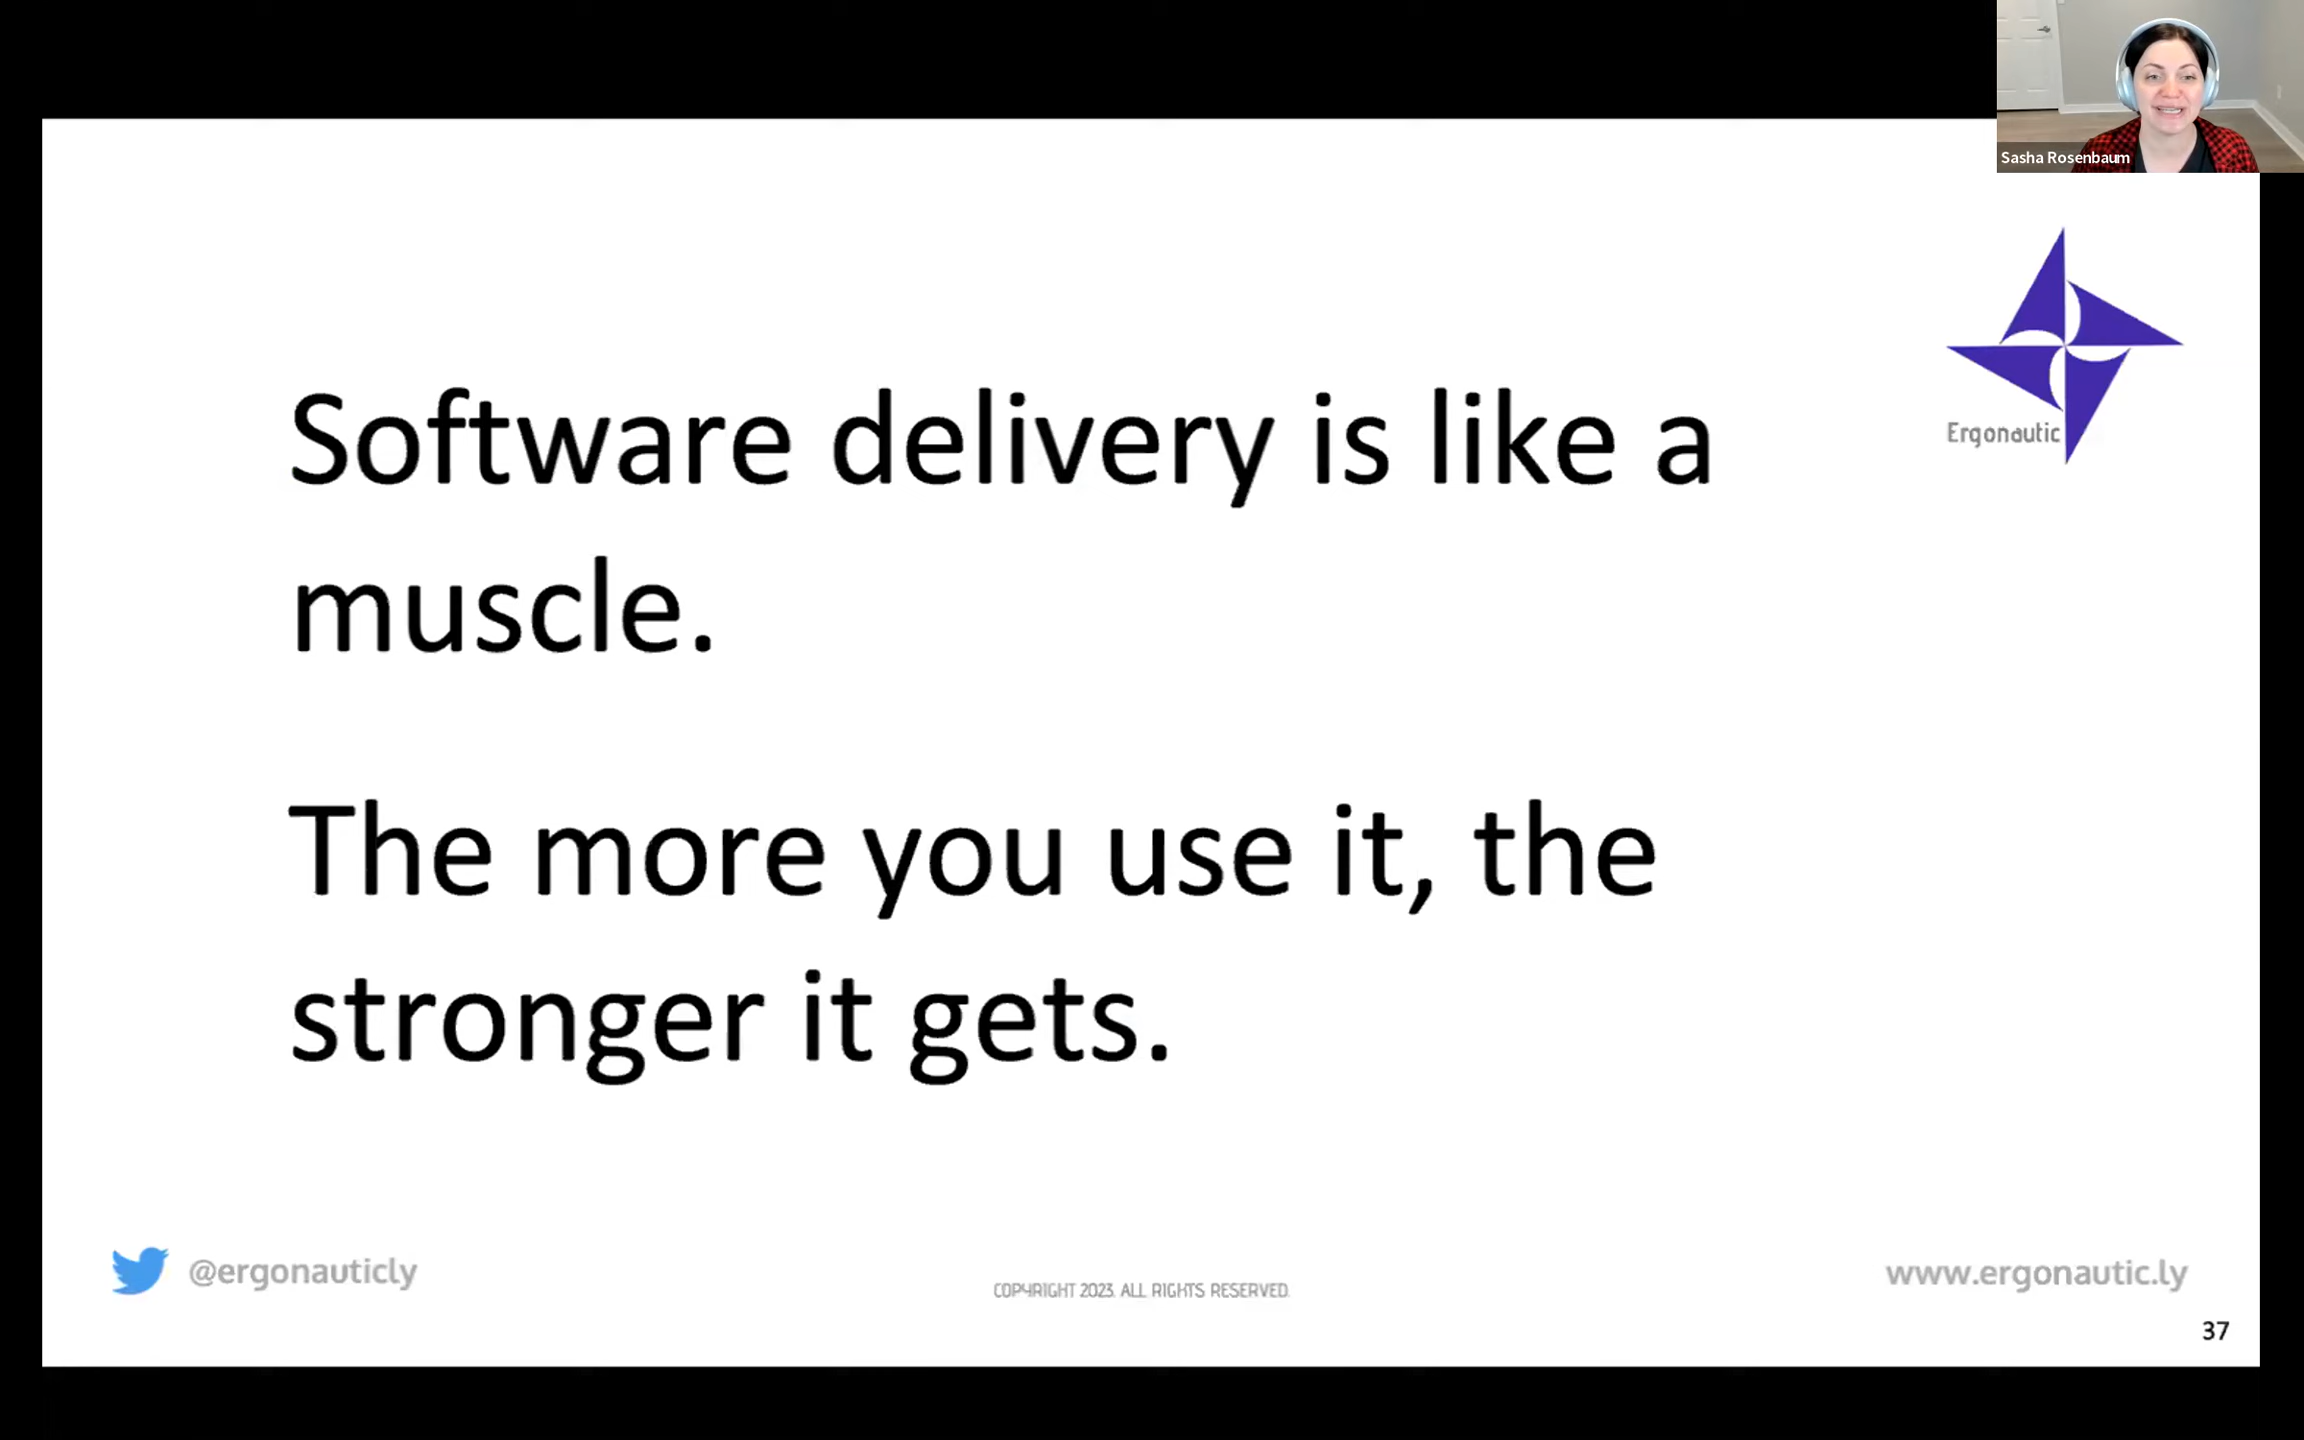 Sasha Rosenbaum
Ergonautic
Software delivery is like a
muscle.
The more you use it, the
stronger it gets.
@ergonauticly
COPYRIGHT 2023. ALL RIGHTS RESERVED.
www.ergonautic.ly
37